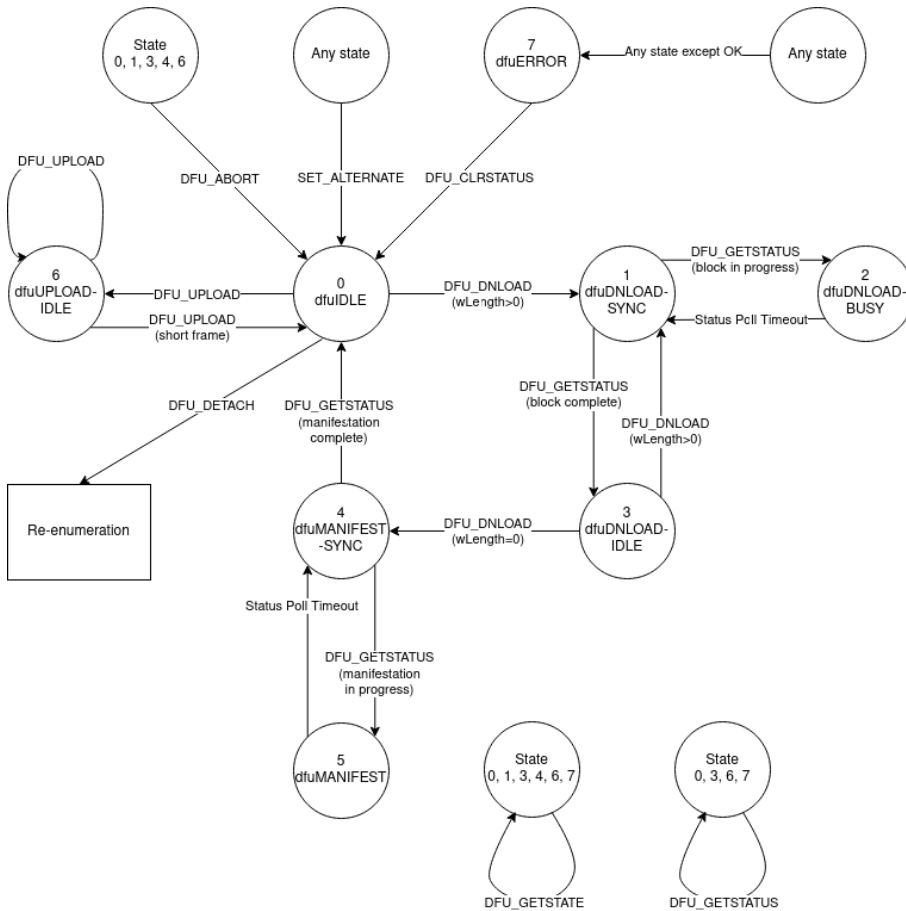 State
0, 1, 3, 4, 6
Any state
7
dfuERROR
Any state except OK
Any state
DFU_UPLOAD
DFU_ABORT
SET_ALTERNATE
DFU_CLRSTATUS
6
dfuUPLOAD-
IDLE
DFU_UPLOAD
0
dfuIDLE
DFU_DNLOAD
(wLength>0)
1
dfuDNLOAD-
SYNC
DFU_GETSTATUS
(block in progress)
2
dfuDNLOAD-
BUSY
DFU_UPLOAD
(short frame)
Status Poll Timeout
DFU_DETACH
DFU_GETSTATUS
(manifestation
complete)
DFU_GETSTATUS
(block complete)
DFU_DNLOAD
(wLength>0)
Re-enumeration
4
dfuMANIFEST
-SYNC
DFU_DNLOAD
(wLength=0)
3
dfuDNLOAD-
IDLE
Status Poll Timeout
DFU_GETSTATUS
(manifestation
in progress)
5
dfuMANIFEST
State
0, 1, 3, 4, 6, 7
State
0, 3, 6, 7
DFU_GETSTATE
DFU_GETSTATUS